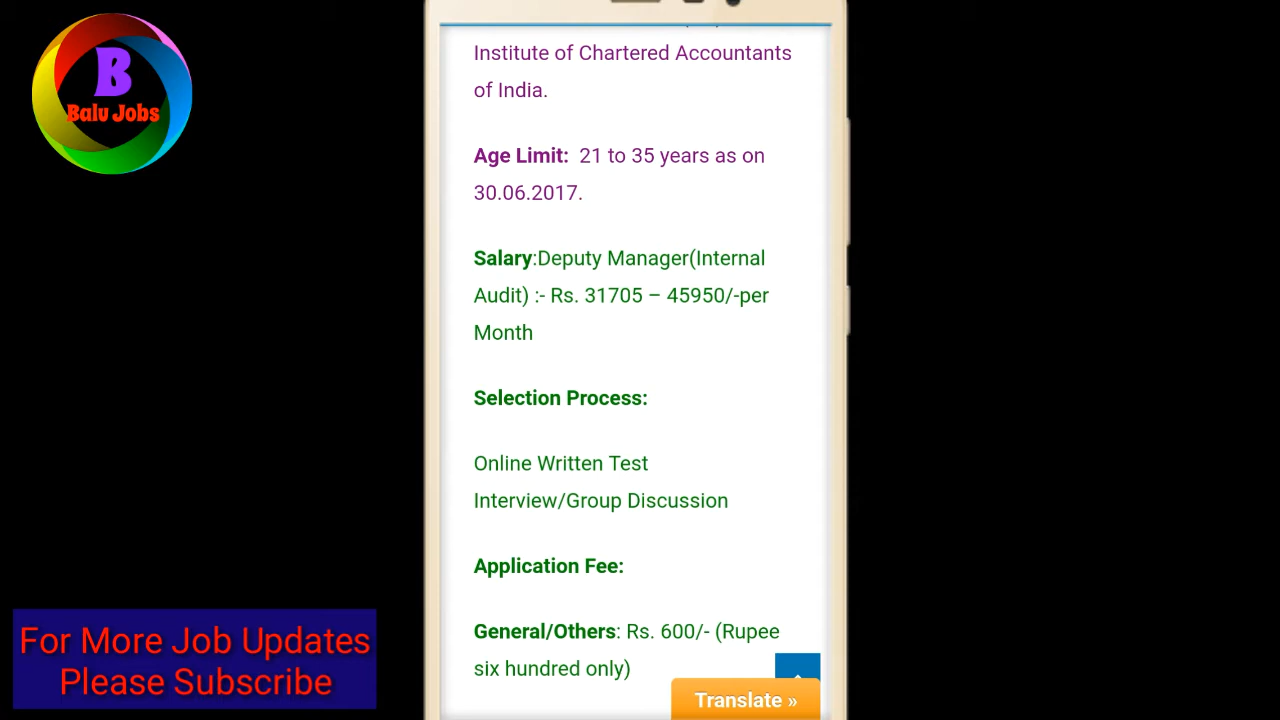 B
Balu Jobs
Institute of Chartered Accountants
of India.
Age Limit:  21 to 35 years as on
30.06.2017.
Salary:Deputy Manager(Internal
Audit) :- Rs. 31705 – 45950/-per
Month
Selection Process:
Online Written Test
Interview/Group Discussion
Application Fee:
General/Others: Rs. 600/- (Rupee
six hundred only)
Translate »
For More Job Updates
Please Subscribe